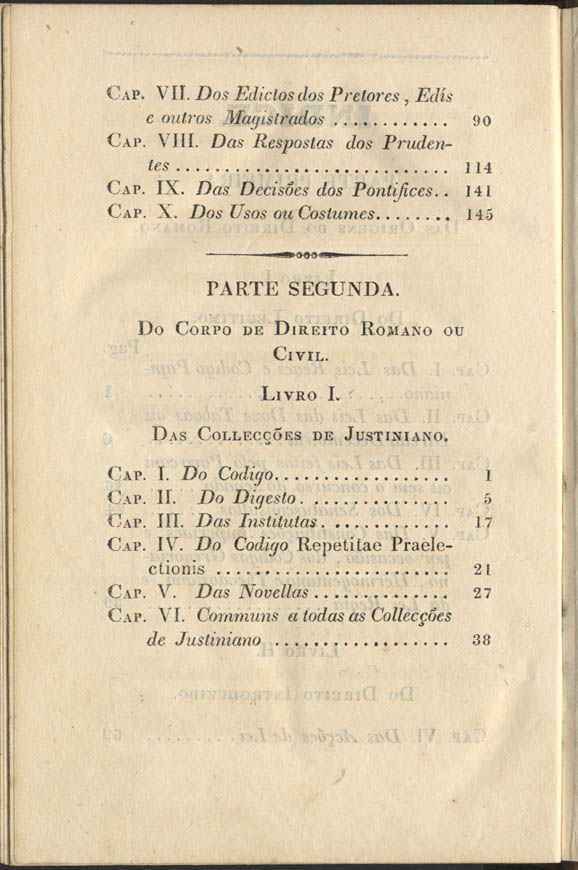 Cap. VII. Dos Edictos dos Pretores, Edís
e outros Magistrados ............ 90
Cap. VIII. Das Respostas dos Pruden-
tes ............................ 114
Cap. IX. Das Decisões dos Pontifices.. 141
Cap. X. Dos Usos ou Costumes........ 145
PARTE SEGUNDA.
Do Corpo de Direito Romano ou
Civil.
Livro I.
Das Collecções de Justiniano.
Cap. I. Do Codigo.................. 1
Cap. II. Do Digesto................ 5
Cap. III. Das Institutas............. 17
Cap. IV. Do Codigo Repetitae Praele-
ctionis ........................ 21
Cap. V. Das Novellas.............. 27
Cap. VI. Communs a todas as Collecções
de Justiniano .................. 38